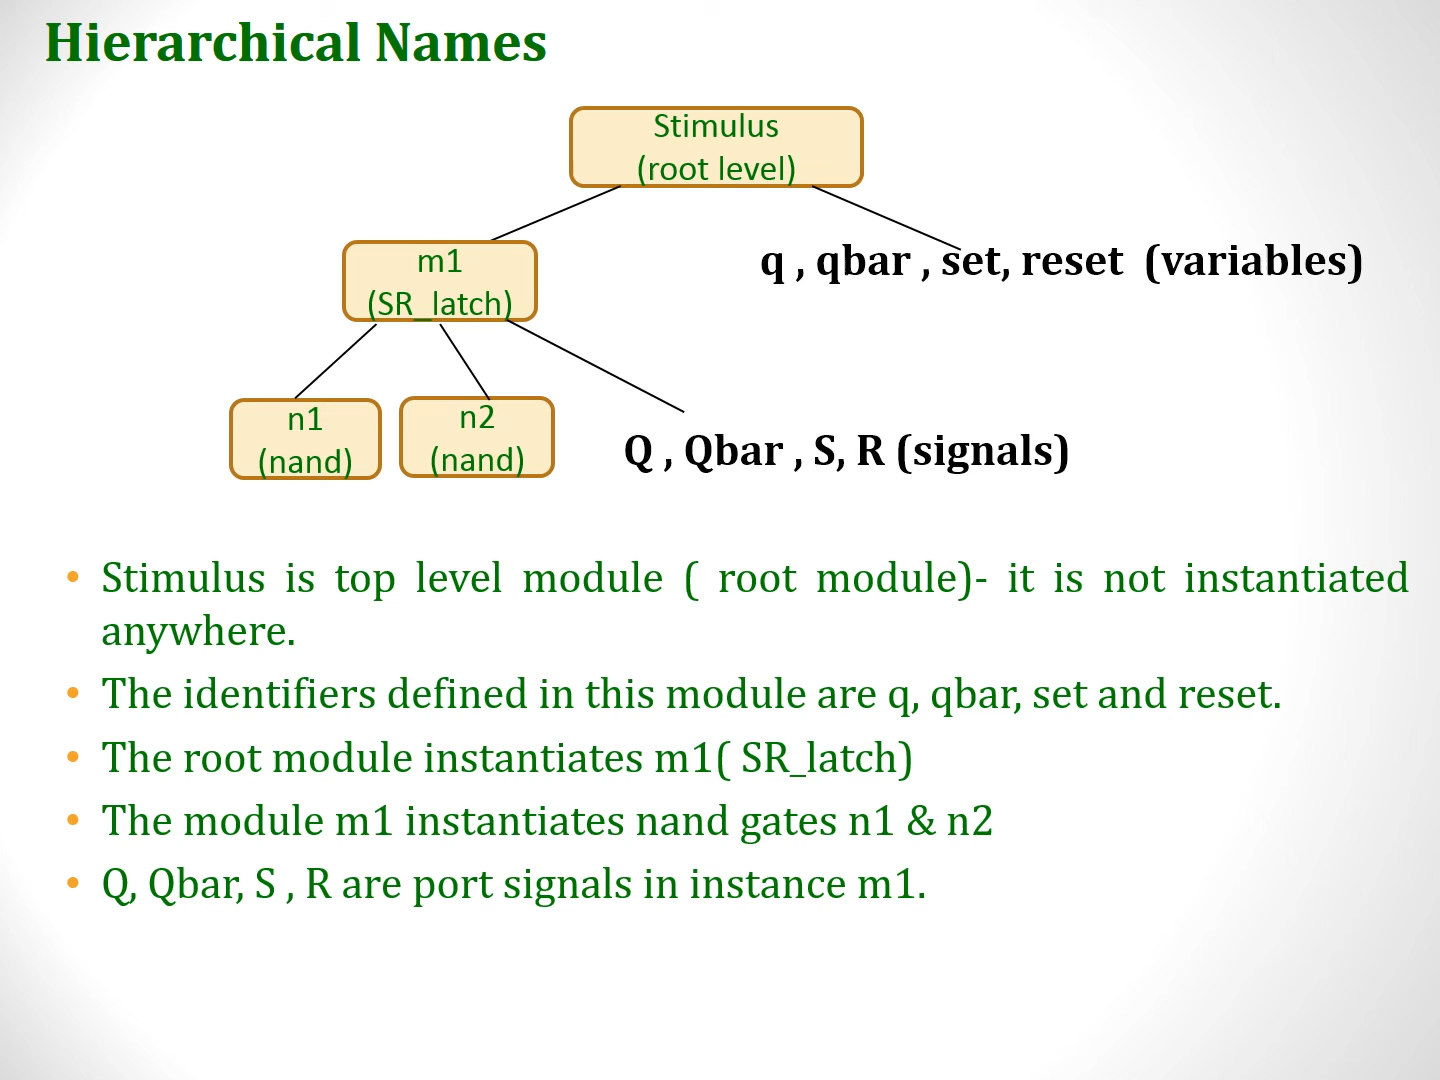 Hierarchical Names
Stimulus
(root level)
m1
(SR_latch)
q , qbar , set, reset  (variables)
n1
(nand)
n2
(nand)
Q , Qbar , S, R (signals)
• Stimulus is top level module ( root module)- it is not instantiated
anywhere.
• The identifiers defined in this module are q, qbar, set and reset.
• The root module instantiates m1( SR_latch)
• The module m1 instantiates nand gates n1 & n2
• Q, Qbar, S , R are port signals in instance m1.